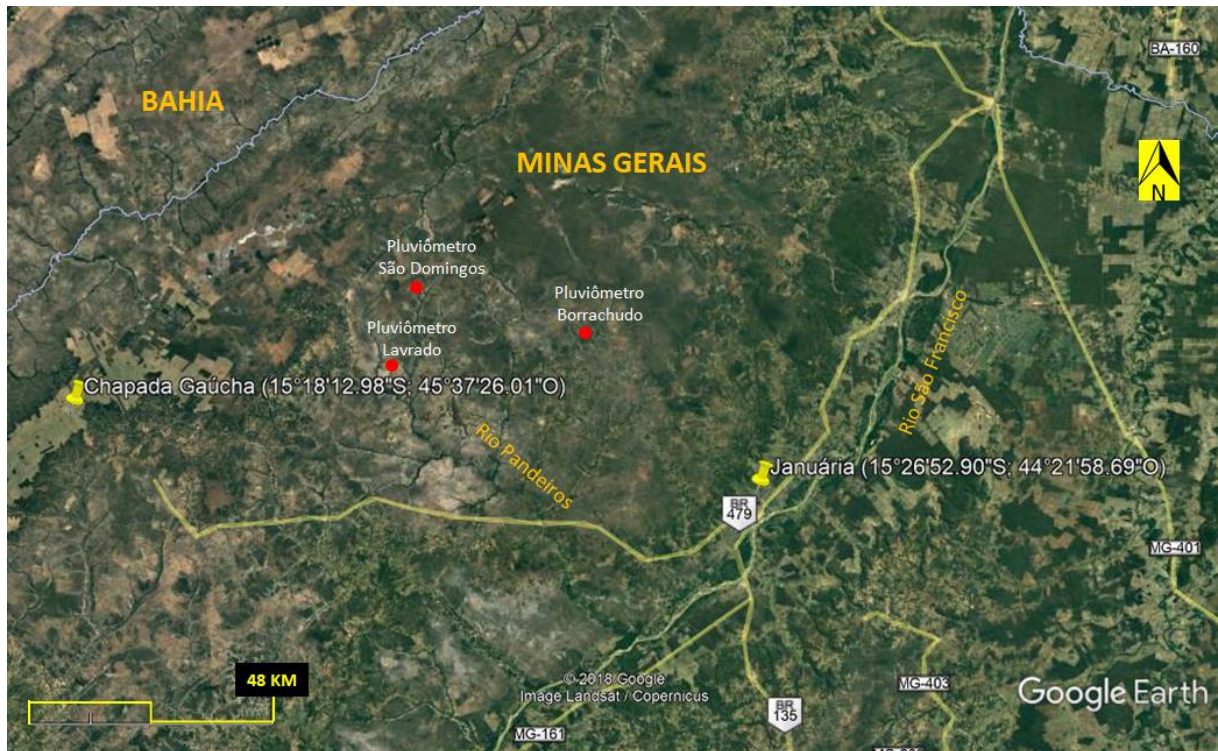 BA-160
BAHIA
MINAS GERAIS
N
Pluviômetro
São Domingos
Pluviômetro
Borrachudo
Pluviômetro
Lavrado
Rio São Francisco
Chapada Gaúcha (15°18'12.98"S; 45°37'26.01"O)
Rio Pandeiros
Januária (15°26'52.90"S; 44°21'58.69"O)
BR
479
MG-401
48 KM
© 2018 Google
Image Landsat / Copernicus
MG-403
Google Earth
BR
135
MG-161